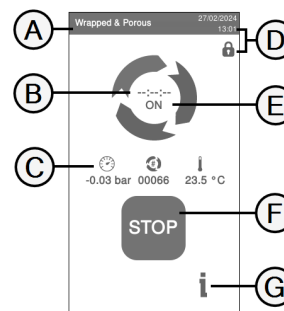 A
Wrapped & Porous
27/02/2024
13:01
D
B
--:--:--
ON
E
C
-0.03 bar 00066 23.5 °C
STOP
F
i
G